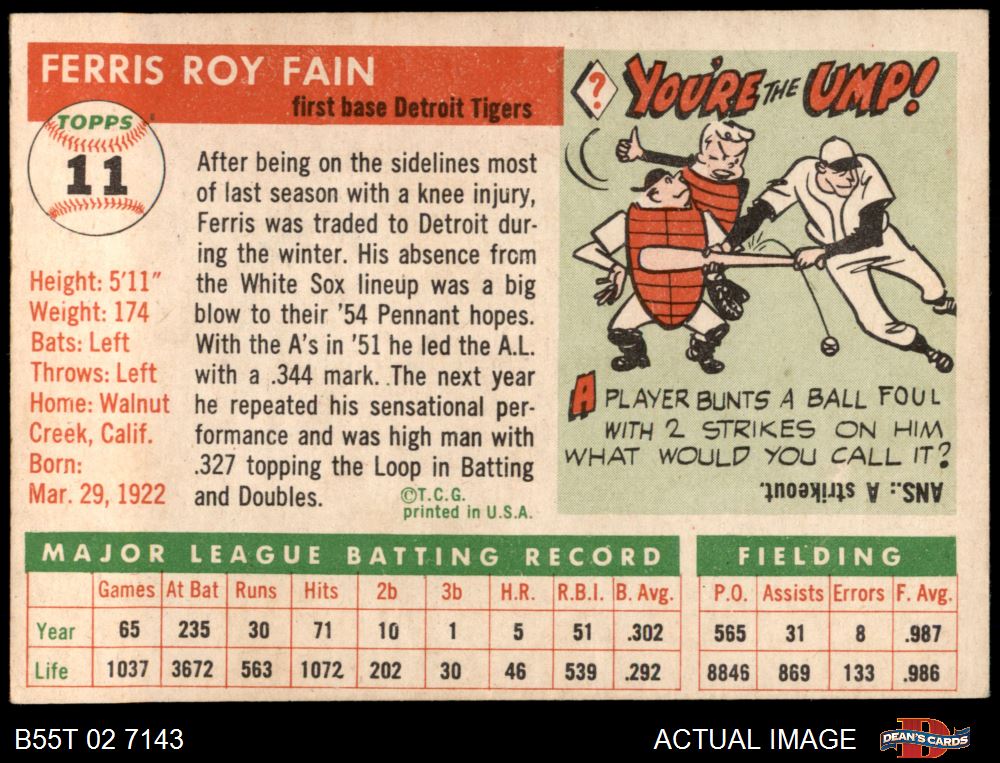 FERRIS ROY FAIN
first base Detroit Tigers
TOPPS
11
Height: 5'11"
Weight: 174
Bats: Left
Throws: Left
Home: Walnut
Creek, Calif.
Born:
Mar. 29, 1922
After being on the sidelines most
of last season with a knee injury,
Ferris was traded to Detroit dur-
ing the winter. His absence from
the White Sox lineup was a big
blow to their '54 Pennant hopes.
With the A's in '51 he led the A.L.
with a .344 mark. The next year
he repeated his sensational per-
formance and was high man with
.327 topping the Loop in Batting
and Doubles.
©T.C.G.
printed in U.S.A.
?
YOU'RE THE UMP!
A PLAYER BUNTS A BALL FOUL
WITH 2 STRIKES ON HIM
WHAT WOULD YOU CALL IT?
ANS.: A strikeout.
MAJOR LEAGUE BATTING RECORD
Games At Bat Runs Hits 2b 3b H.R. R.B.I. B. Avg.
Year 65 235 30 71 10 1 5 51 .302
Life 1037 3672 563 1072 202 30 46 539 .292
FIELDING
P.O. Assists Errors F. Avg.
565 31 8 .987
8846 869 133 .986
B55T 02 7143
ACTUAL IMAGE
D
DEAN'S CARDS